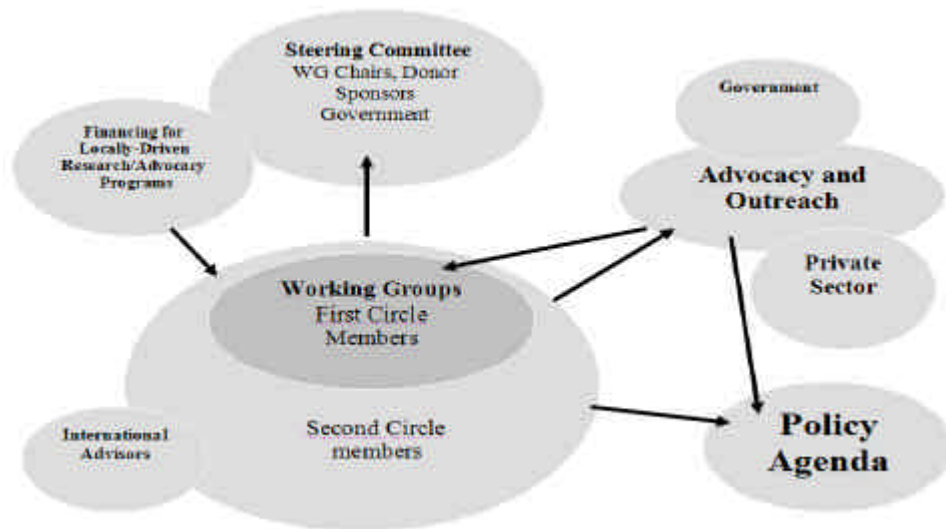 Steering Committee
WG Chairs, Donor
Sponsors
Government
Financing for
Locally-Driven
Research/Advocacy
Programs
Government
Advocacy and
Outreach
Private
Sector
Working Groups
First Circle
Members
Second Circle
members
International
Advisors
Policy
Agenda